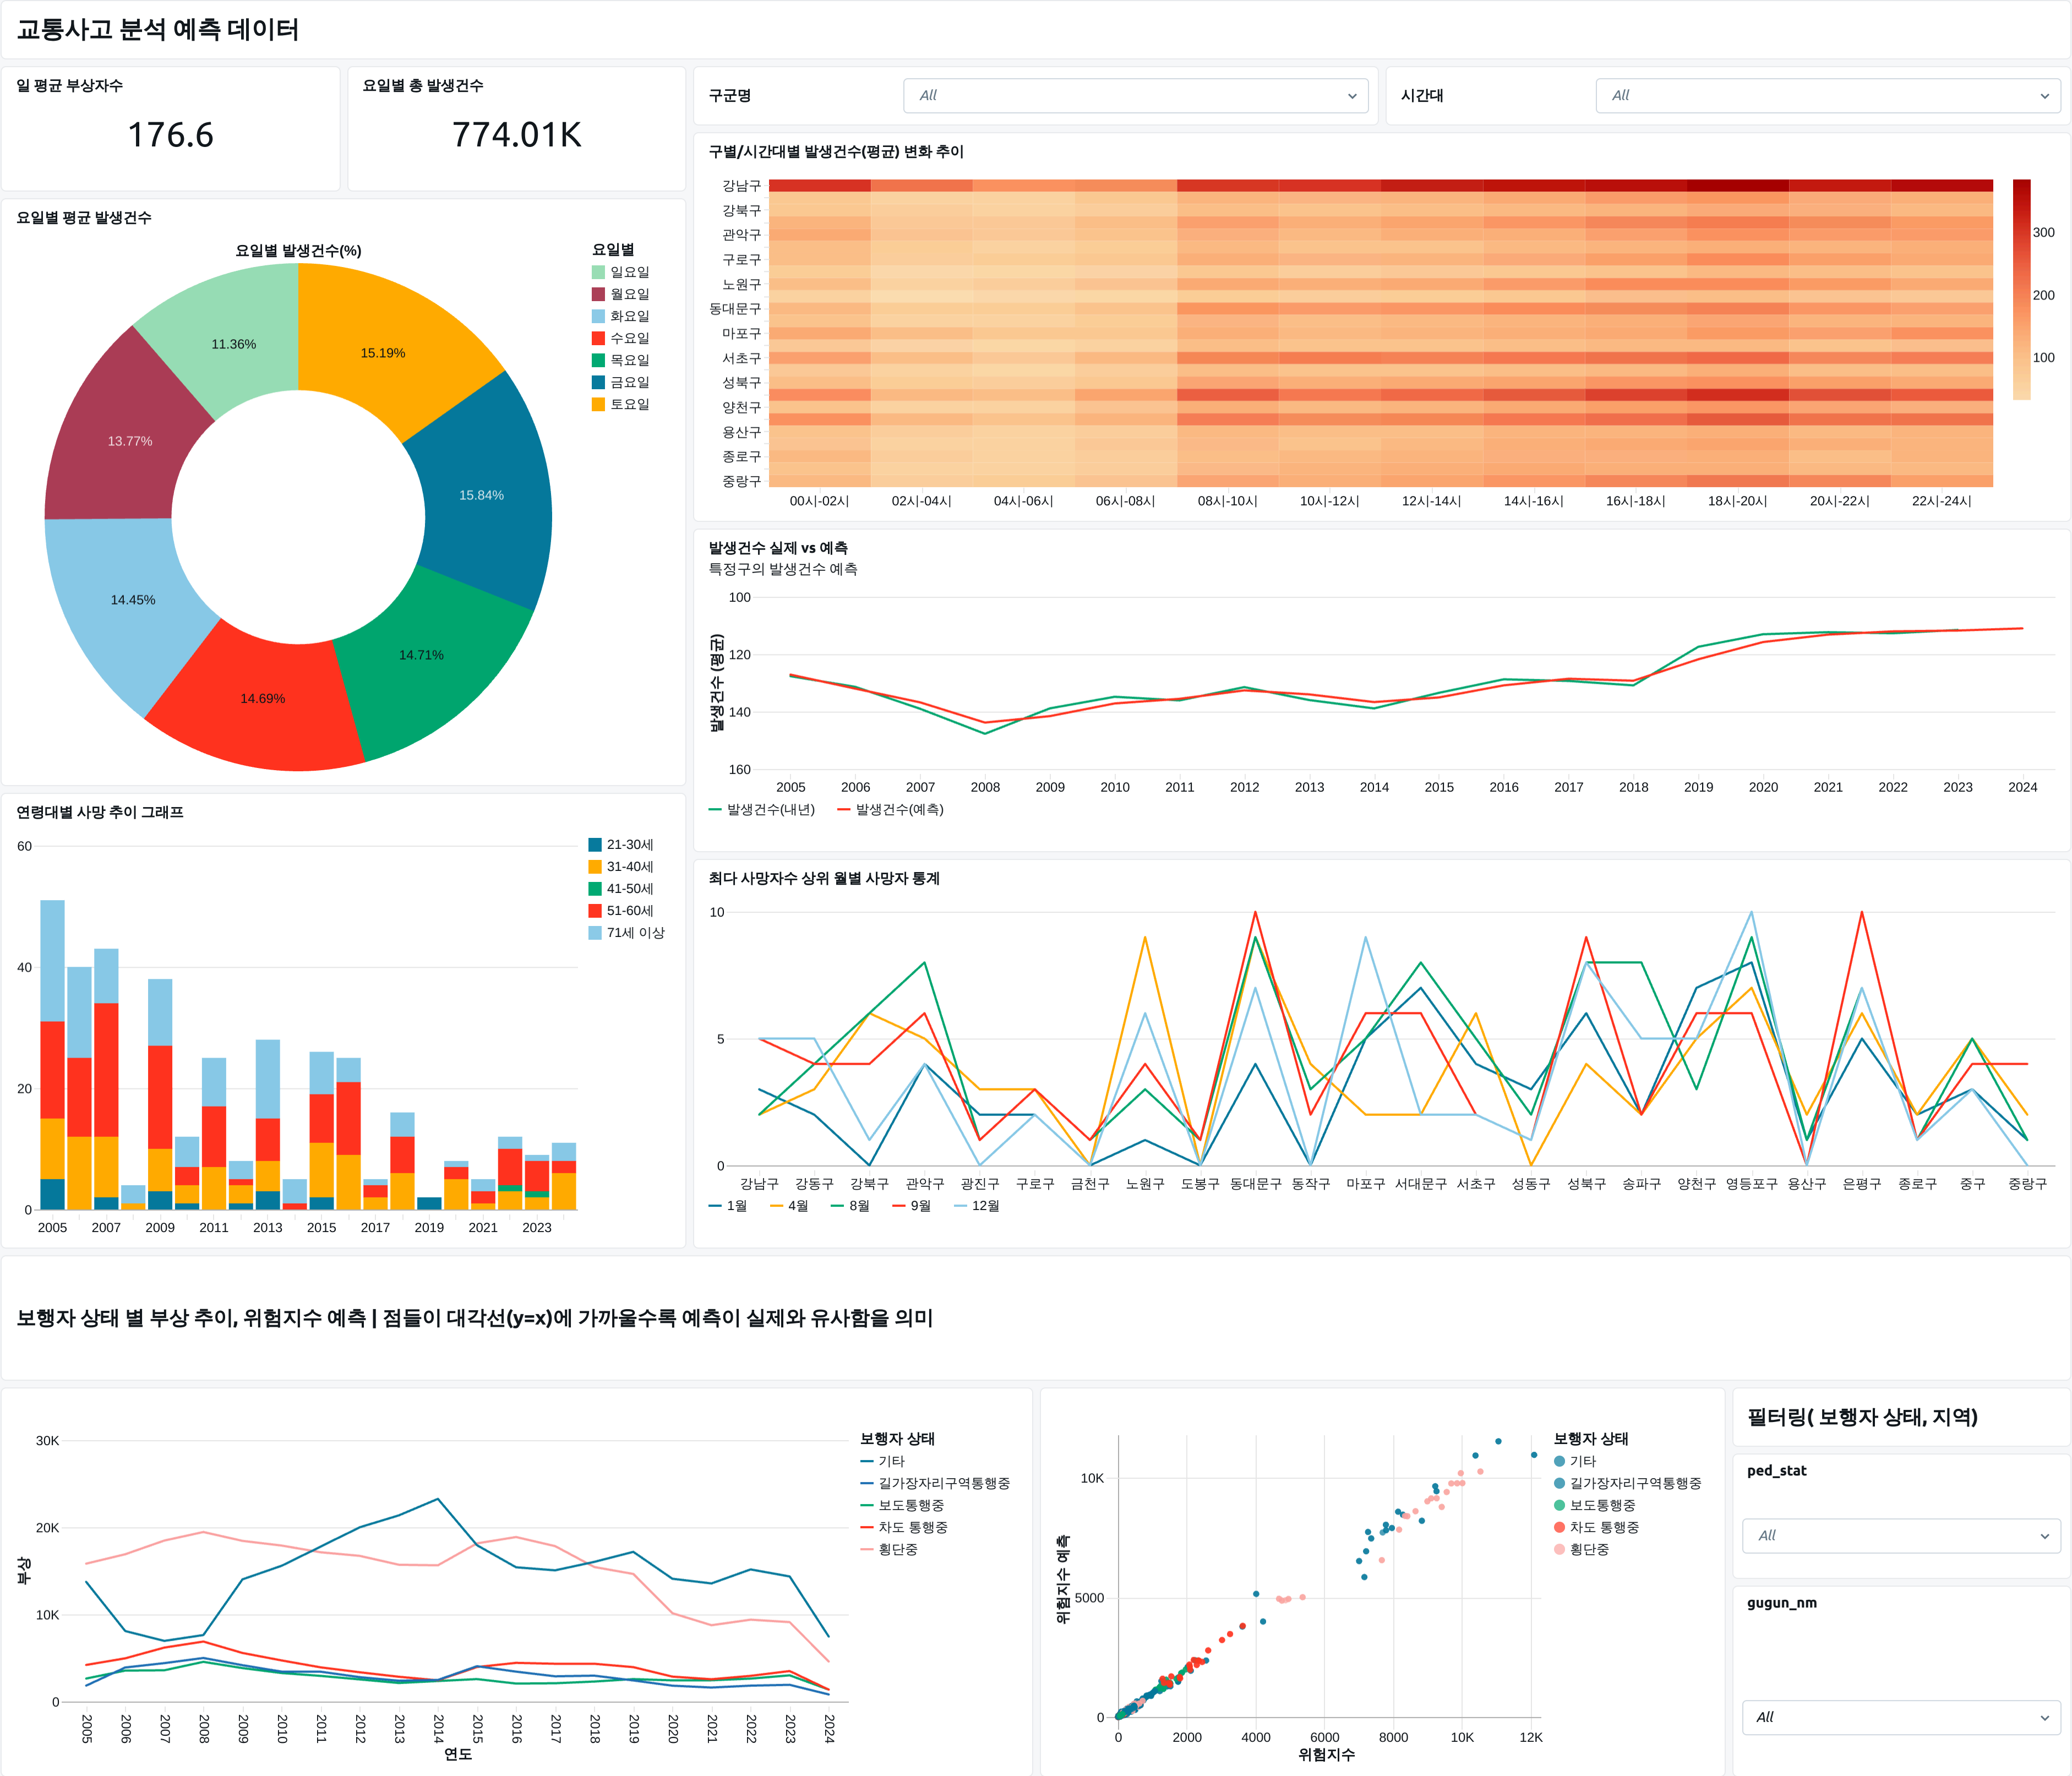 교통사고 분석 예측 데이터
일 평균 부상자수
176.6
요일별 총 발생건수
774.01K
구군명
All
시간대
All
요일별 평균 발생건수
요일별 발생건수(%)
요일별
일요일
월요일
화요일
수요일
목요일
금요일
토요일
11.36%
15.19%
13.77%
15.84%
14.45%
14.71%
14.69%
구별/시간대별 발생건수(평균) 변화 추이
강남구
강북구
관악구
구로구
노원구
동대문구
마포구
서초구
성북구
양천구
용산구
종로구
중랑구
00시-02시 02시-04시 04시-06시 06시-08시 08시-10시 10시-12시 12시-14시 14시-16시 16시-18시 18시-20시 20시-22시 22시-24시
300
200
100
발생건수 실제 vs 예측
특정구의 발생건수 예측
발생건수 (평균)
100
120
140
160
2005 2006 2007 2008 2009 2010 2011 2012 2013 2014 2015 2016 2017 2018 2019 2020 2021 2022 2023 2024
발생건수(내년) 발생건수(예측)
연령대별 사망 추이 그래프
60
40
20
0
2005 2007 2009 2011 2013 2015 2017 2019 2021 2023
21-30세
31-40세
41-50세
51-60세
71세 이상
최다 사망자수 상위 월별 사망자 통계
10
5
0
강남구 강동구 강북구 관악구 광진구 구로구 금천구 노원구 도봉구 동대문구 동작구 마포구 서대문구 서초구 성동구 성북구 송파구 양천구 영등포구 용산구 은평구 종로구 중구 중랑구
1월 4월 8월 9월 12월
보행자 상태 별 부상 추이, 위험지수 예측 | 점들이 대각선(y=x)에 가까울수록 예측이 실제와 유사함을 의미
부상
30K
20K
10K
0
2005 2006 2007 2008 2009 2010 2011 2012 2013 2014 2015 2016 2017 2018 2019 2020 2021 2022 2023 2024
연도
보행자 상태
기타
길가장자리구역통행중
보도통행중
차도 통행중
횡단중
위험지수 예측
10K
5000
0
0 2000 4000 6000 8000 10K 12K
위험지수
보행자 상태
기타
길가장자리구역통행중
보도통행중
차도 통행중
횡단중
필터링( 보행자 상태, 지역)
ped_stat
All
gugun_nm
All